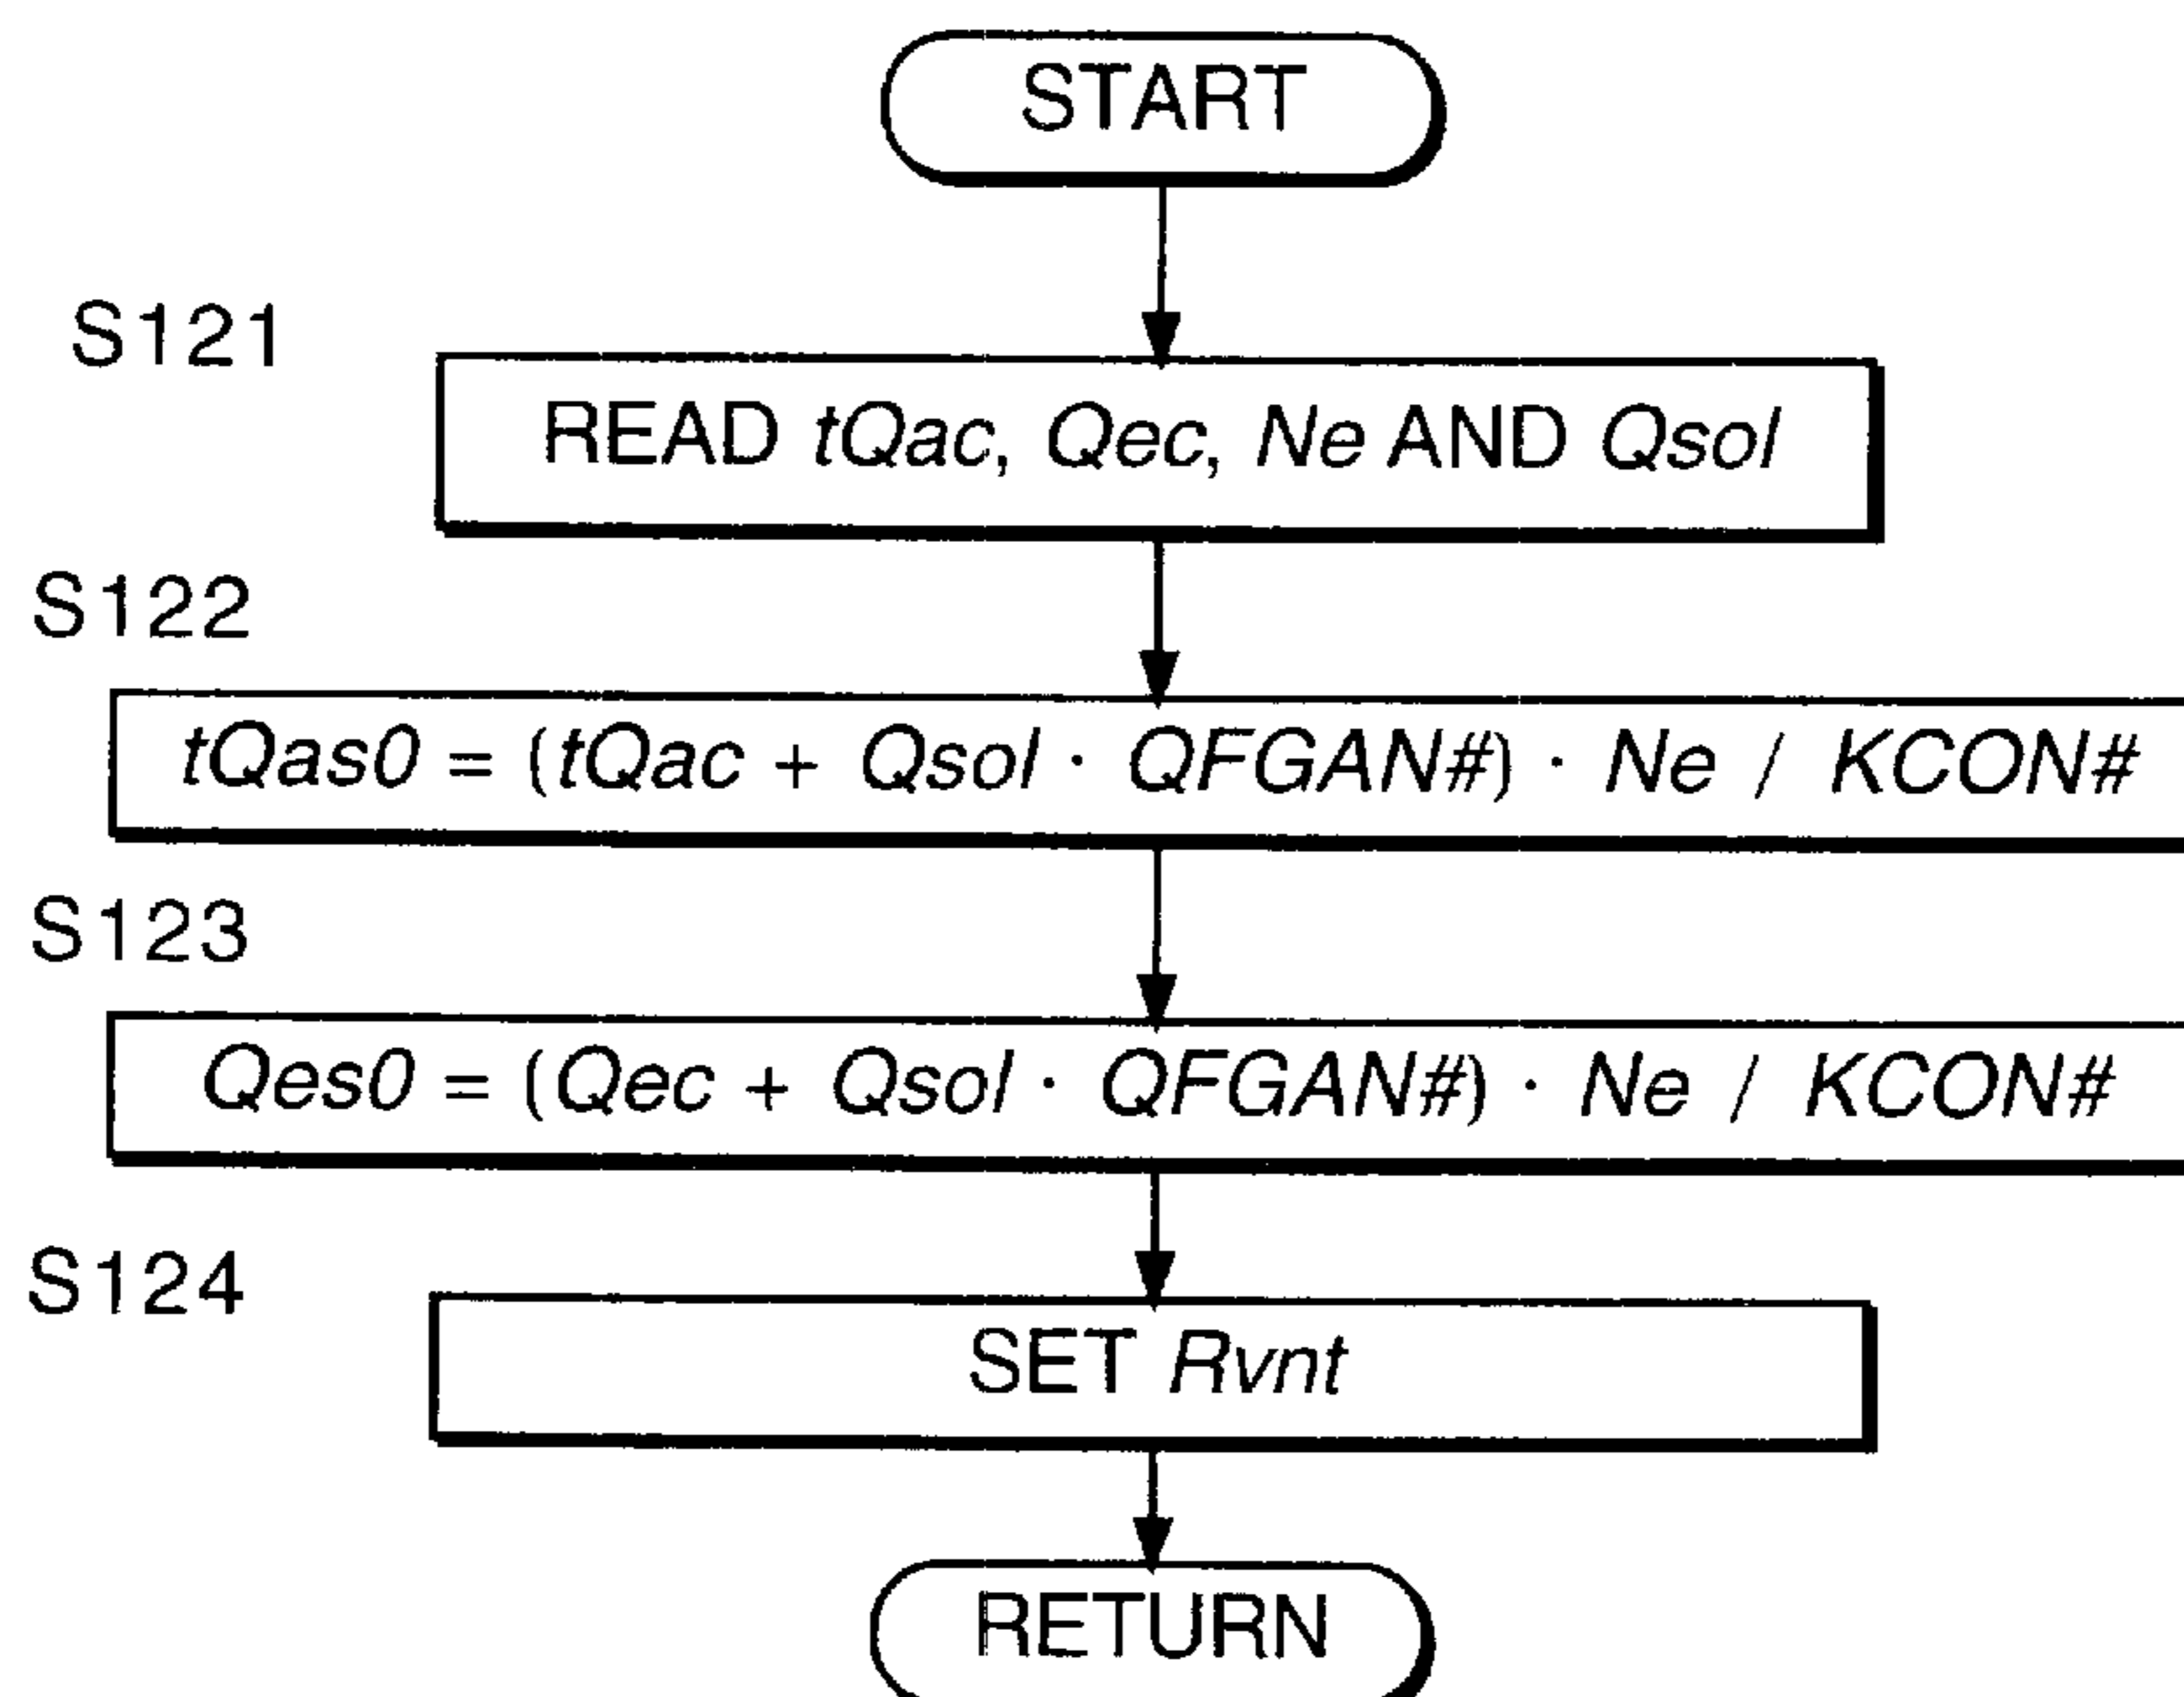 START
S121
READ tQac, Qec, Ne AND Qsol
S122
tQas0 = (tQac + Qsol · QFGAN#) · Ne / KCON#
S123
Qes0 = (Qec + Qsol · QFGAN#) · Ne / KCON#
S124
SET Rvnt
RETURN